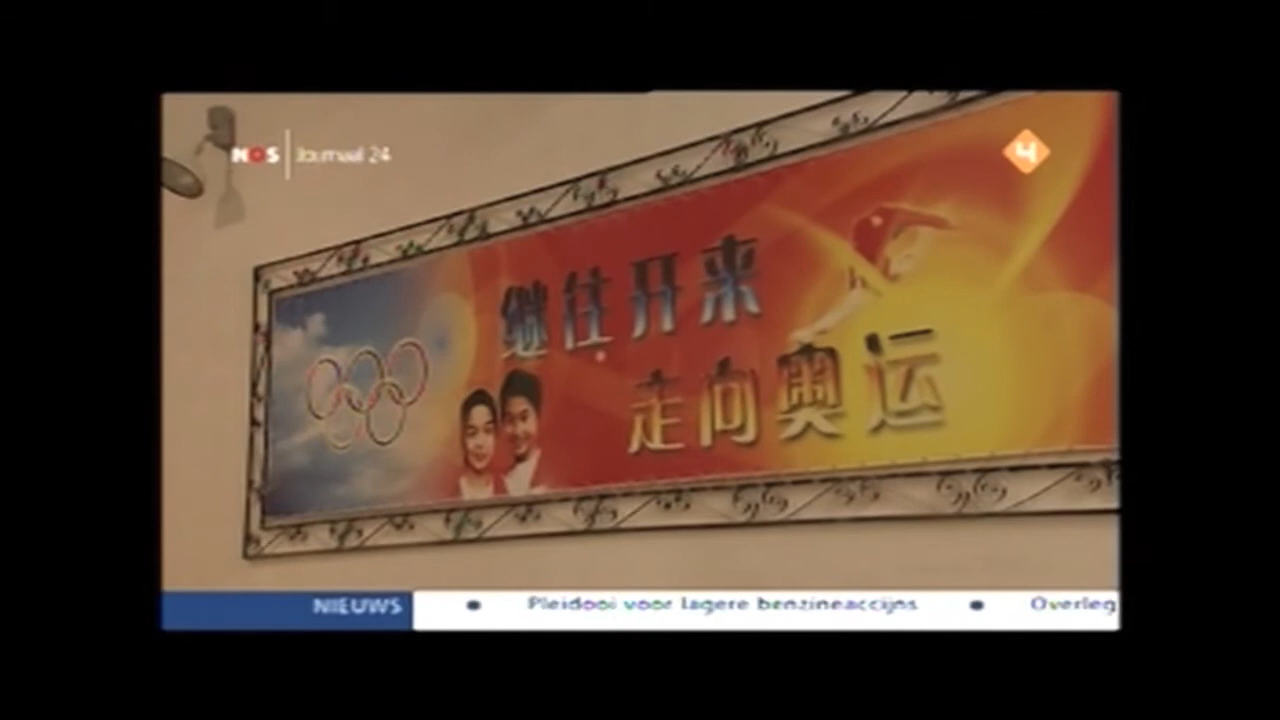 NOS Journaal 24
4
继往开来
走向奥运
NIEUWS • Pleidooi voor lagere benzineaccijns • Overleg